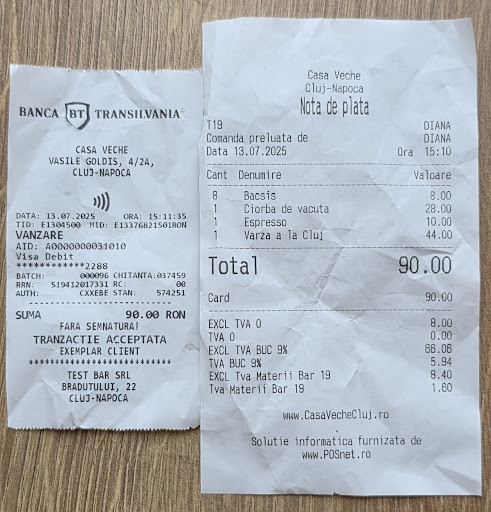 BANCA BT TRANSILVANIA
CASA VECHE
VASILE GOLDIS, 4/2A,
CLUJ-NAPOCA
DATA: 13.07.2025 ORA: 15:11:35
TID: E1304500 MID: E13376821501RON
VANZARE
AID: A0000000031010
Visa Debit
************2288
BATCH: 000096 CHITANTA:037459
RRN: 519412017331 RC: 00
AUTH: CXXEBE STAN: 574251
SUMA 90.00 RON
FARA SEMNATURA!
TRANZACTIE ACCEPTATA
EXEMPLAR CLIENT
***************************
TEST BAR SRL
BRADUTULUI, 22
CLUJ-NAPOCA
Casa Veche
Cluj-Napoca
Nota de plata
T19 DIANA
Comanda preluata de DIANA
Data 13.07.2025 Ora 15:10
Cant Denumire Valoare
8 Bacsis 8.00
1 Ciorba de vacuta 28.00
1 Espresso 10.00
1 Varza a la Cluj 44.00
Total 90.00
Card 90.00
EXCL TVA 0 8.00
TVA 0 0.00
EXCL TVA BUC 9% 66.06
TVA BUC 9% 5.94
EXCL Tva Materii Bar 19 8.40
Tva Materii Bar 19 1.60
www.CasaVecheCluj.ro
.
Solutie informatica furnizata de
www.POSnet.ro